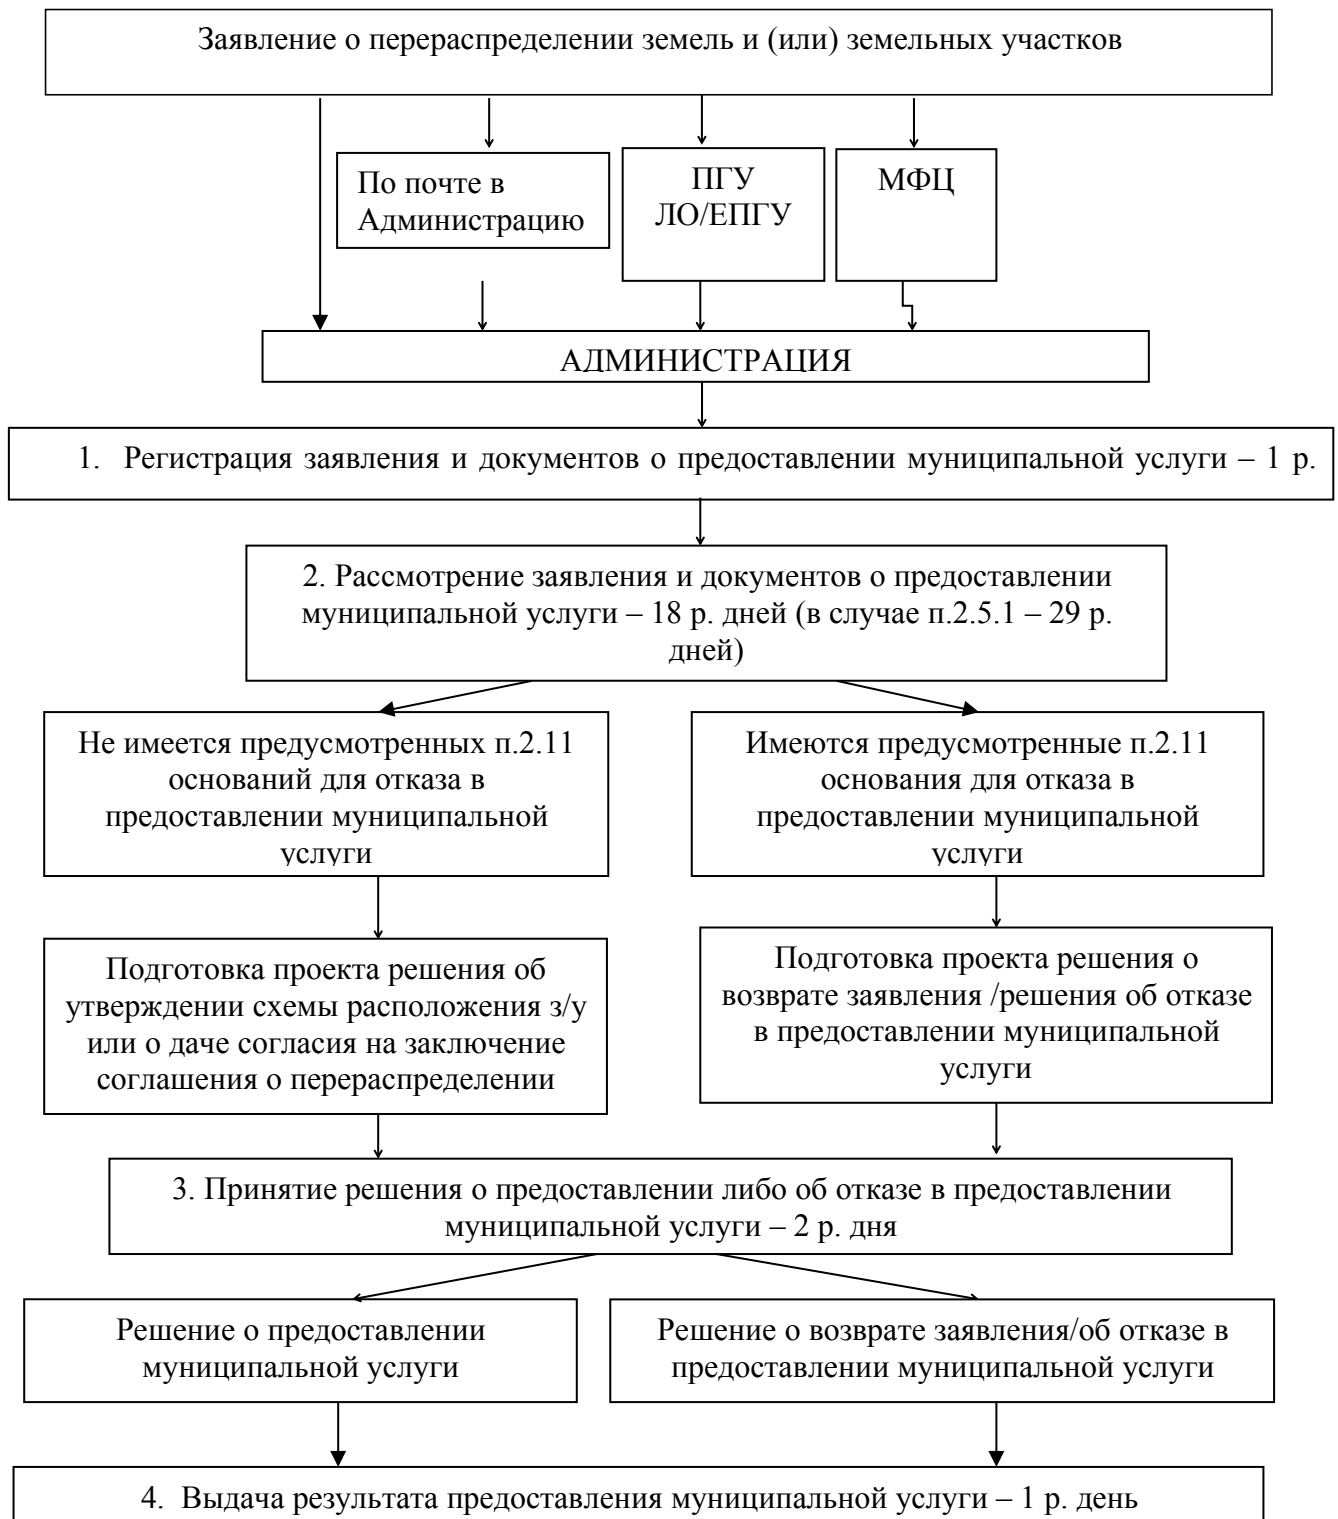 Заявление о перераспределении земель и (или) земельных участков
По почте в
Администрацию
ПГУ
ЛО/ЕПГУ
МФЦ
АДМИНИСТРАЦИЯ
1. Регистрация заявления и документов о предоставлении муниципальной услуги – 1 р.
2. Рассмотрение заявления и документов о предоставлении
муниципальной услуги – 18 р. дней (в случае п.2.5.1 – 29 р.
дней)
Не имеется предусмотренных п.2.11
оснований для отказа в
предоставлении муниципальной
услуги
Имеются предусмотренные п.2.11
основания для отказа в
предоставлении муниципальной
услуги
Подготовка проекта решения об
утверждении схемы расположения з/у
или о даче согласия на заключение
соглашения о перераспределении
Подготовка проекта решения о
возврате заявления /решения об отказе
в предоставлении муниципальной
услуги
3. Принятие решения о предоставлении либо об отказе в предоставлении
муниципальной услуги – 2 р. дня
Решение о предоставлении
муниципальной услуги
Решение о возврате заявления/об отказе в
предоставлении муниципальной услуги
4. Выдача результата предоставления муниципальной услуги – 1 р. день